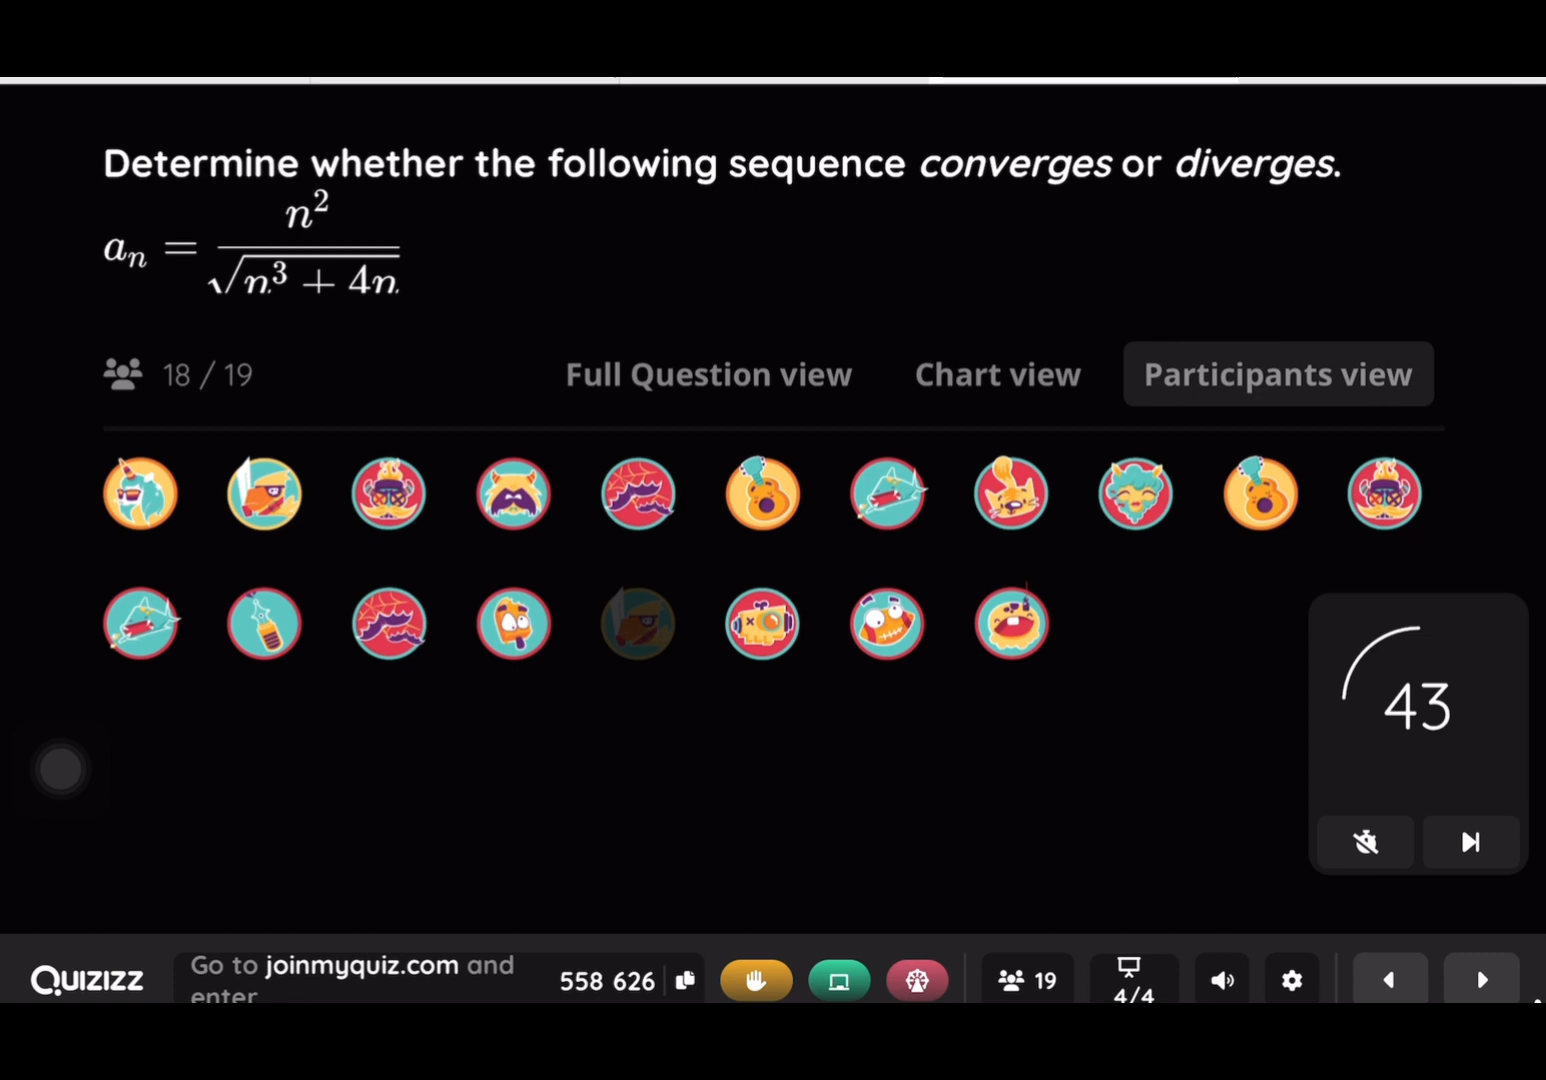 Determine whether the following sequence converges or diverges.
a_n = n^2 / √(n^3 + 4n)
18 / 19
Full Question view
Chart view
Participants view
43
QUIZIZZ
Go to joinmyquiz.com and
enter
558 626
19
4/4